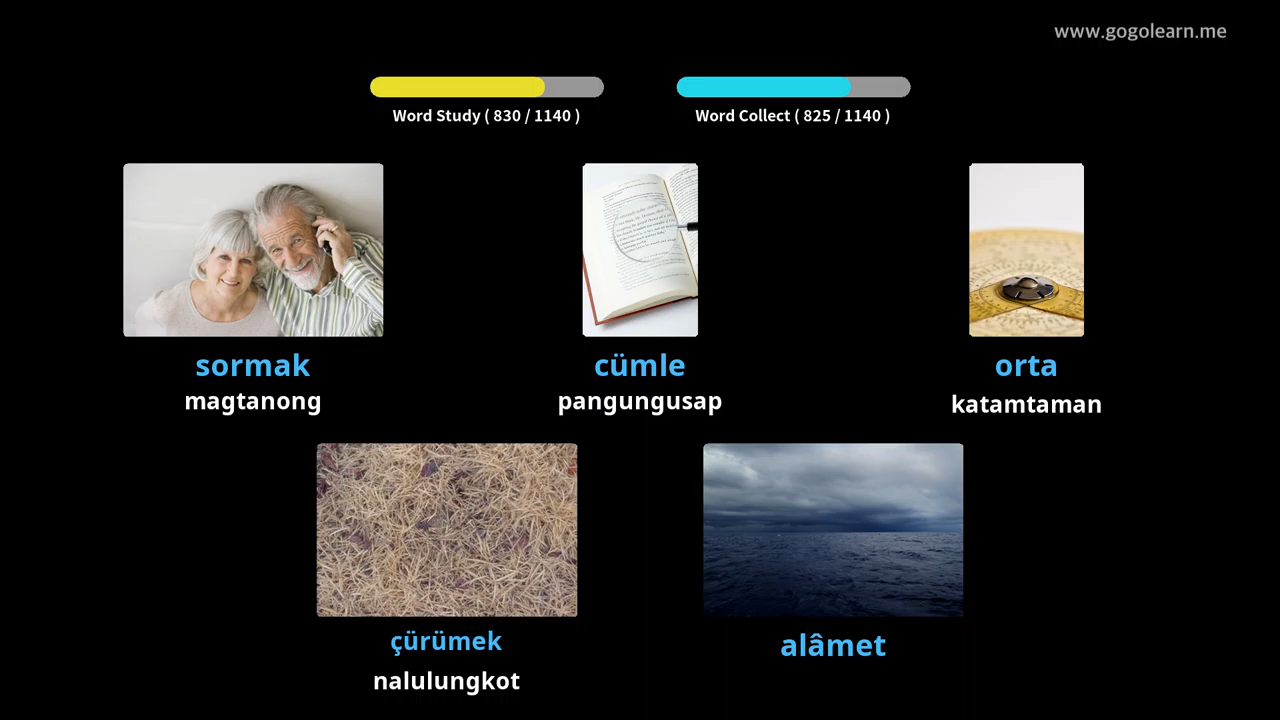 www.gogolearn.me
Word Study ( 830 / 1140 )
Word Collect ( 825 / 1140 )
sormak
magtanong
cümle
pangungusap
orta
katamtaman
çürümek
nalulungkot
alâmet